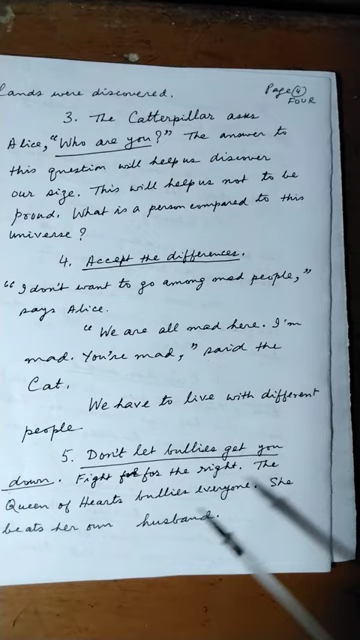 lands were discovered.
Page (4)
FOUR
3. The Catterpillar asks
Alice, "Who are you?" The answer to
this question will help us discover
our size. This will help us not to be
proud. What is a person compared to this
universe?
4. Accept the differences.
"I don't want to go among mad people,"
says Alice.
"We are all mad here. I'm
mad. You're mad," said the
Cat.
We have to live with different
people
5. Don't let bullies get you
down. Fight for the right. The
Queen of Hearts bullies everyone. She
beats her own husband.